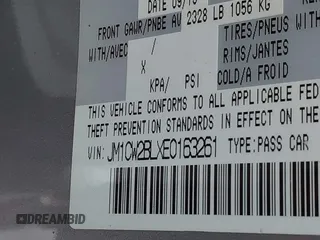 09/13
FRONT GAWR/PNBE AV 2328 LB 1056 KG
WITH/AVEC / TIRES/PNEUS WITH
X RIMS/JANTES
KPA/ PSI COLD/A FROID
THIS VEHICLE CONFORMS TO ALL APPLICABLE FED
THEFT PREVENTION STANDARDS IN EFFECT ON THE
VIN: JM1CW2BLXE0163261 TYPE: PASS CAR
DREAMBID